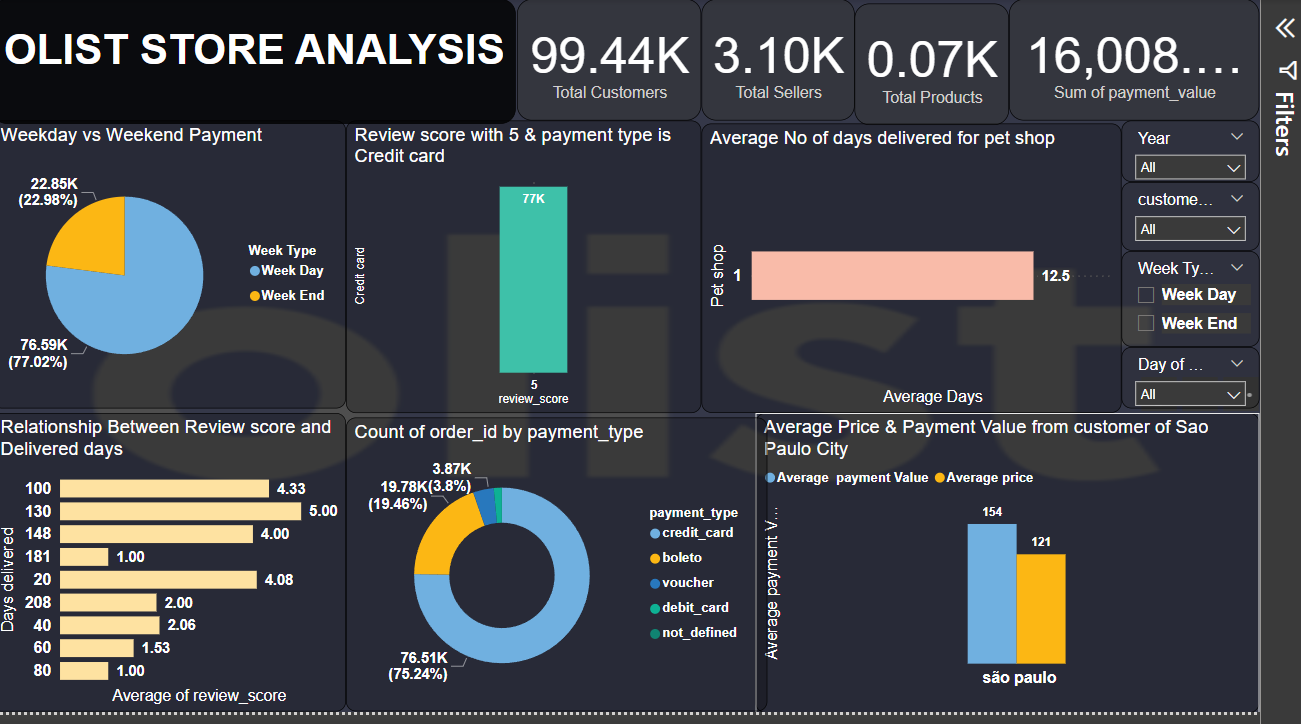 OLIST STORE ANALYSIS
99.44K
Total Customers
3.10K
Total Sellers
0.07K
Total Products
16,008....
Sum of payment_value
Filters
Weekday vs Weekend Payment
22.85K
(22.98%)
76.59K
(77.02%)
Week Type
Week Day
Week End
Review score with 5 & payment type is
Credit card
Credit card
77K
5
review_score
Average No of days delivered for pet shop
Pet shop
1
12.5
Average Days
Year
All
custome...
All
Week Ty...
Week Day
Week End
Day of ...
All
Relationship Between Review score and
Delivered days
Days delivered
100 4.33
130 5.00
148 4.00
181 1.00
20 4.08
208 2.00
40 2.06
60 1.53
80 1.00
Average of review_score
Count of order_id by payment_type
3.87K
(3.8%)
19.78K
(19.46%)
76.51K
(75.24%)
payment_type
credit_card
boleto
voucher
debit_card
not_defined
Average Price & Payment Value from customer of Sao
Paulo City
Average payment Value Average price
Average payment V...
154
121
são paulo
olist